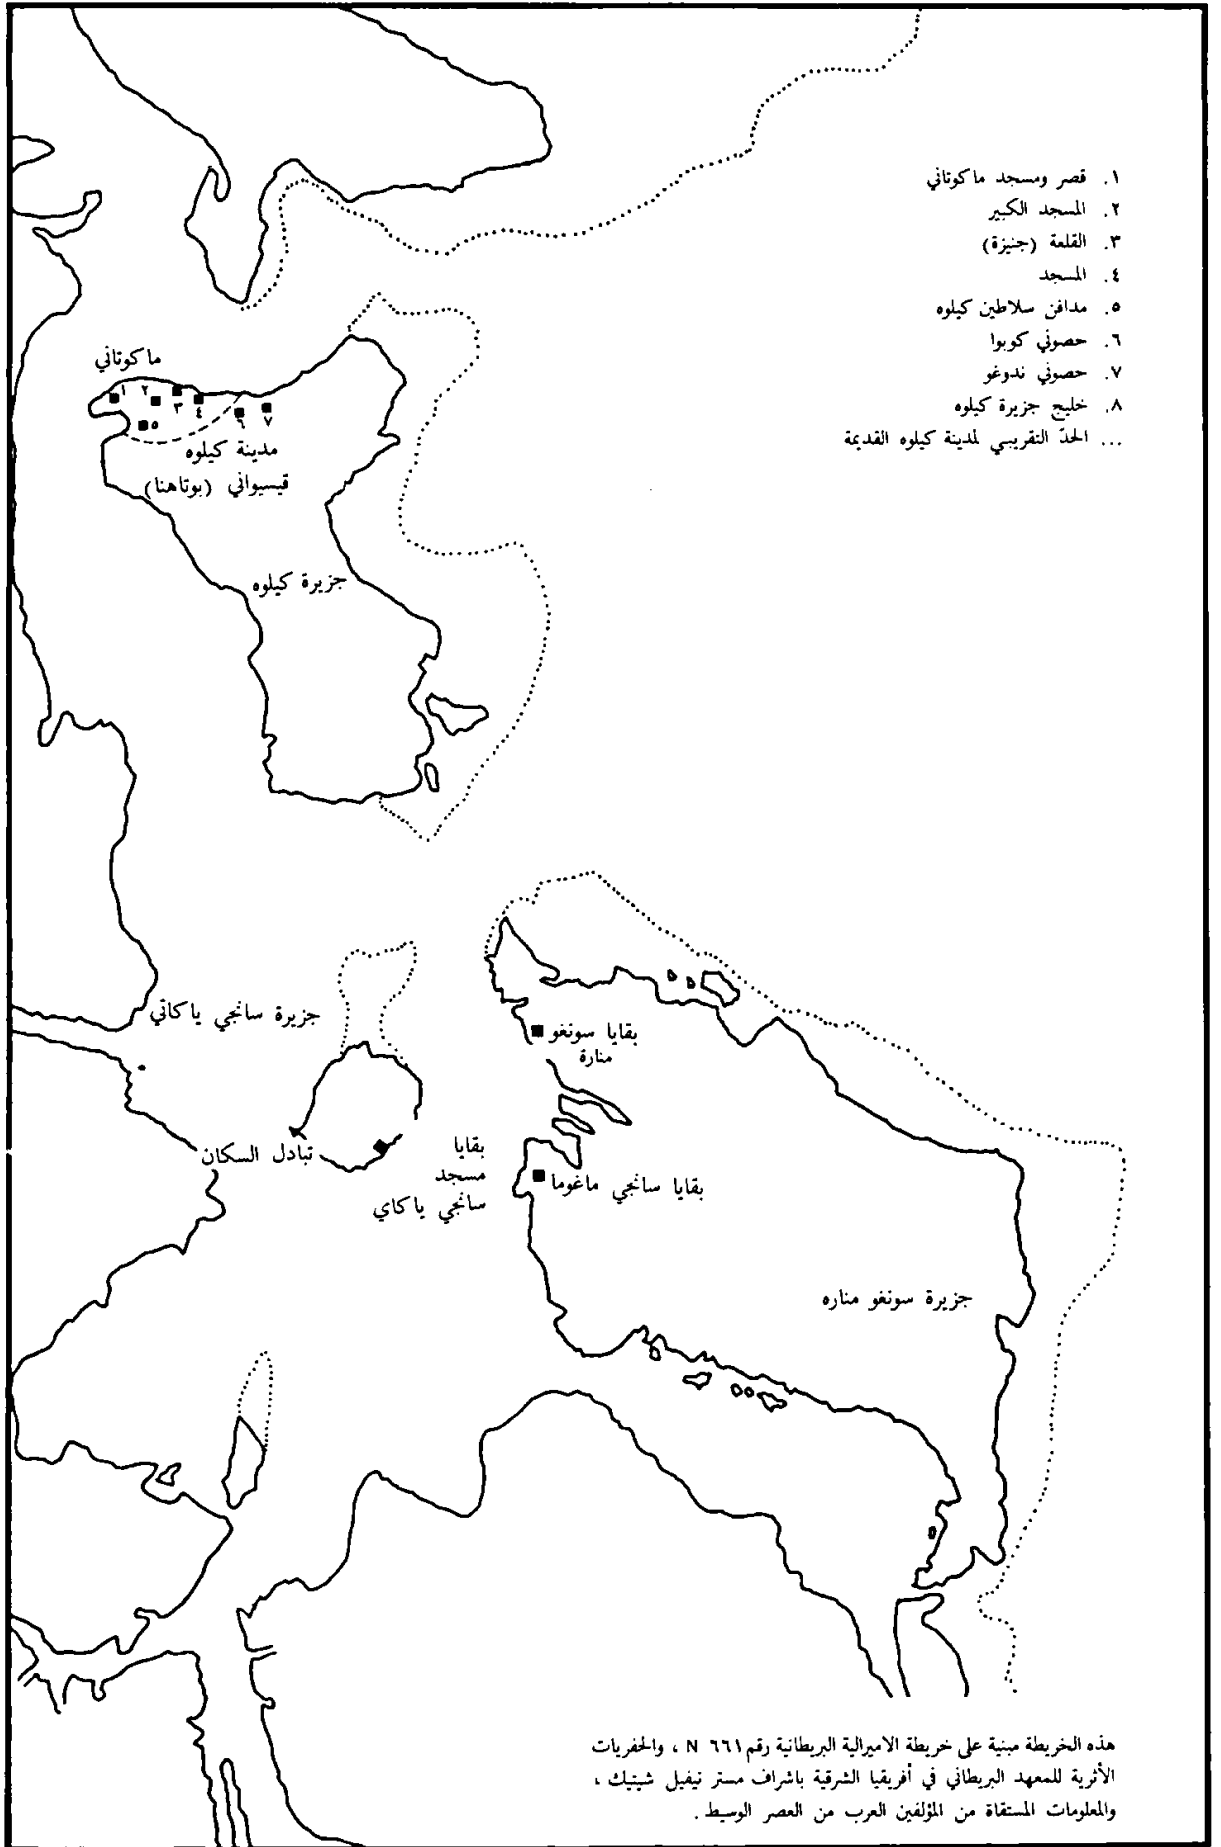 ١. قصر ومسجد ماكوتاني
٢. المسجد الكبير
٣. القلعة (جنيزة)
٤. المسجد
٥. مدافن سلاطين كيلوه
٦. حصوني كوبوا
٧. حصوني ندوغو
٨. خليج جزيرة كيلوه
... الحدّ التقريبي لمدينة كيلوه القديمة
ماكوتاني
١ ٢ ٣ ٤ ٦ ٧
٥
مدينة كيلوه
قيسيواني (بوتاهنا)
جزيرة كيلوه
جزيرة سانجي ياكاتي
بقايا سونغو
منارة
تبادل السكان
بقايا
مسجد
سانجي ياكاي
بقايا سانجي ماغوما
جزيرة سونغو مناره
هذه الخريطة مبنية على خريطة الاميرالية البريطانية رقم ٦٦١ N ، والحفريات
الأثرية للمعهد البريطاني في أفريقيا الشرقية باشراف مستر نيفيل شيتيك ،
والمعلومات المستقاة من المؤلفين العرب من العصر الوسيط .